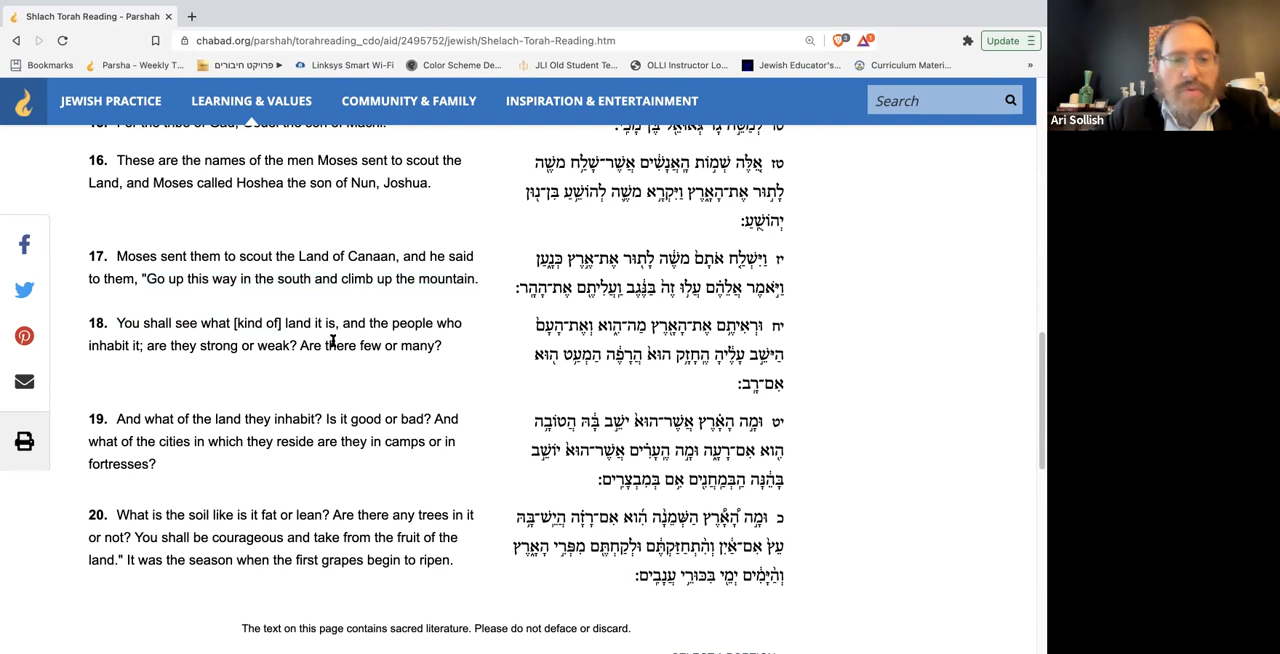 Shlach Torah Reading - Parshah
chabad.org/parshah/torahreading_cdo/aid/2495752/jewish/Shelach-Torah-Reading.htm
Update
Bookmarks
Parsha - Weekly T...
פרויקט חיבורים
Linksys Smart Wi-Fi
Color Scheme De...
JLI Old Student Te...
OLLI Instructor Lo...
Jewish Educator's...
Curriculum Materi...
»
JEWISH PRACTICE
LEARNING & VALUES
COMMUNITY & FAMILY
INSPIRATION & ENTERTAINMENT
Search
Ari Sollish
16. These are the names of the men Moses sent to scout the
Land, and Moses called Hoshea the son of Nun, Joshua.
טז אֵ֚לֶּה שְׁמ֣וֹת הָֽאֲנָשִׁ֔ים אֲשֶׁר־שָׁלַ֥ח משֶׁ֖ה
לָת֣וּר אֶת־הָאָ֑רֶץ וַיִּקְרָ֥א משֶׁ֛ה לְהוֹשֵׁ֥עַ בִּן־נ֖וּן
יְהוֹשֻֽׁעַ:
17. Moses sent them to scout the Land of Canaan, and he said
to them, "Go up this way in the south and climb up the mountain.
יז וַיִּשְׁלַ֤ח אֹתָם֙ משֶׁ֔ה לָת֖וּר אֶת־אֶ֣רֶץ כְּנָ֑עַן
וַיֹּ֣אמֶר אֲלֵהֶ֗ם עֲל֥וּ זֶה֙ בַּנֶּ֔גֶב וַֽעֲלִיתֶ֖ם אֶת־הָהָֽר:
18. You shall see what [kind of] land it is, and the people who
inhabit it; are they strong or weak? Are there few or many?
יח וּרְאִיתֶ֥ם אֶת־הָאָ֖רֶץ מַה־הִ֑וא וְאֶת־הָעָם֙
הַיּשֵׁ֣ב עָלֶ֔יהָ הֶֽחָזָ֥ק הוּא֙ הֲרָפֶ֔ה הַמְעַ֥ט ה֖וּא
אִם־רָֽב:
19. And what of the land they inhabit? Is it good or bad? And
what of the cities in which they reside are they in camps or in
fortresses?
יט וּמָ֣ה הָאָ֗רֶץ אֲשֶׁר־הוּא֙ ישֵׁ֣ב בָּ֔הּ הֲטוֹבָ֥ה
הִ֖וא אִם־רָעָ֑ה וּמָ֣ה הֶֽעָרִ֗ים אֲשֶׁר־הוּא֙ יוֹשֵׁ֣ב
בָּהֵ֔נָּה הַבְּמַֽחֲנִ֖ים אִ֥ם בְּמִבְצָרִֽים:
20. What is the soil like is it fat or lean? Are there any trees in it
or not? You shall be courageous and take from the fruit of the
land." It was the season when the first grapes begin to ripen.
כ וּמָ֣ה הָ֠אָ֠רֶץ הַשְּׁמֵנָ֨ה הִ֜וא אִם־רָזָ֗ה הֲיֵֽשׁ־בָּ֥הּ
עֵץ֙ אִם־אַ֔יִן וְהִ֨תְחַזַּקְתֶּ֔ם וּלְקַחְתֶּ֖ם מִפְּרִ֣י הָאָ֑רֶץ
וְהַ֨יָּמִ֔ים יְמֵ֖י בִּכּוּרֵ֥י עֲנָבִֽים:
The text on this page contains sacred literature. Please do not deface or discard.